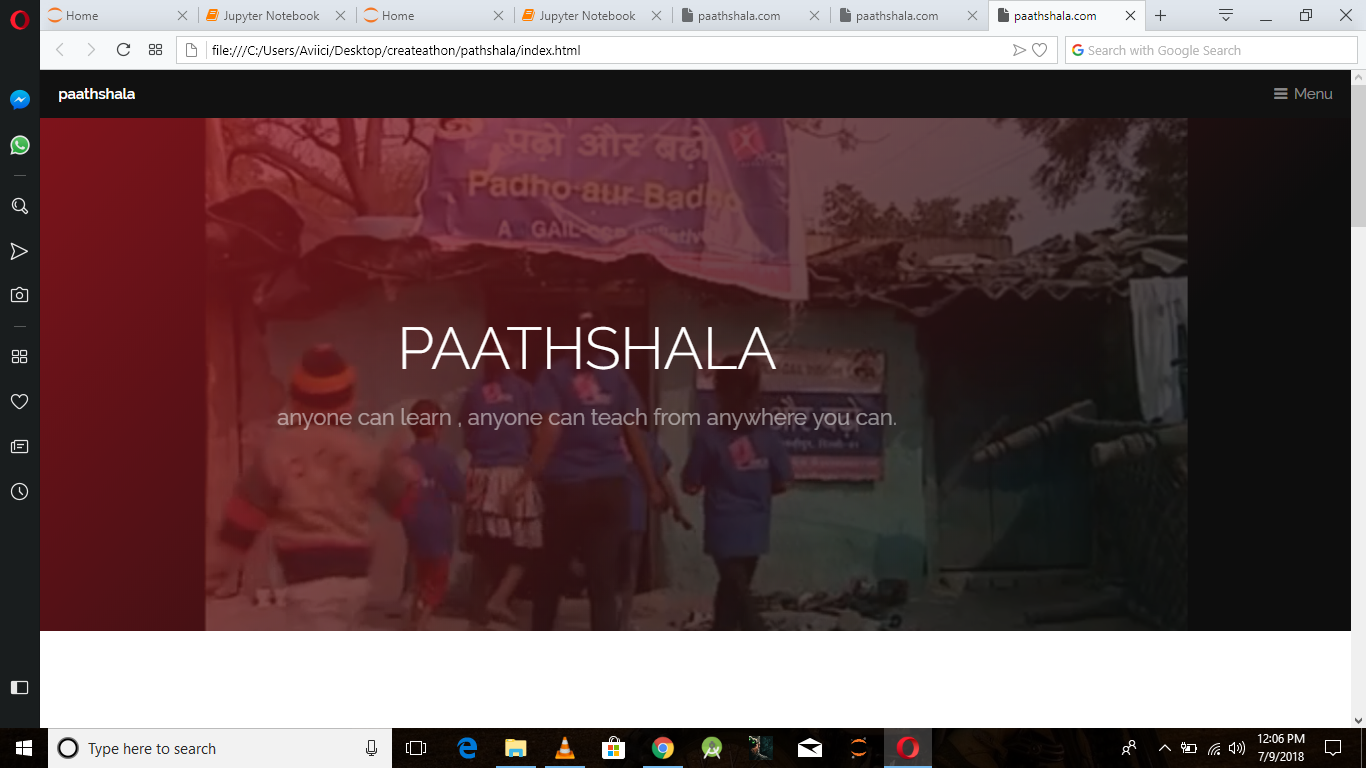 Home
Jupyter Notebook
Home
Jupyter Notebook
paathshala.com
paathshala.com
paathshala.com
file:///C:/Users/Aviici/Desktop/createathon/pathshala/index.html
Search with Google Search
paathshala
Menu
पढो और बढो
Padho aur Badho
A GAIL
PAATHSHALA
anyone can learn , anyone can teach from anywhere you can.
Type here to search
12:06 PM
7/9/2018